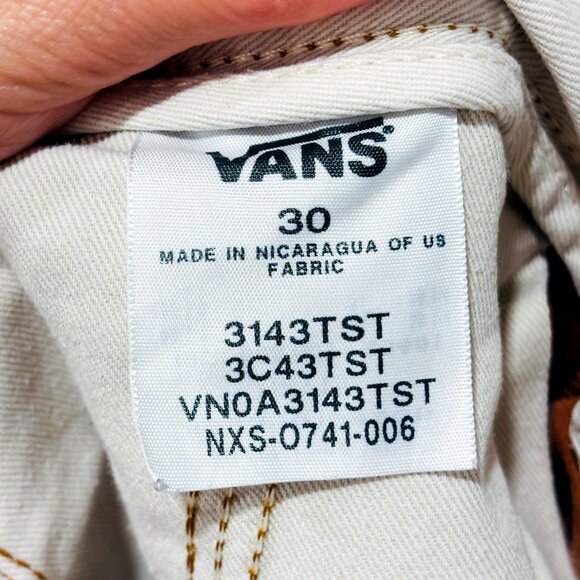 VANS®
30
MADE IN NICARAGUA OF US
FABRIC
3143TST
3C43TST
VN0A3143TST
NXS-0741-006